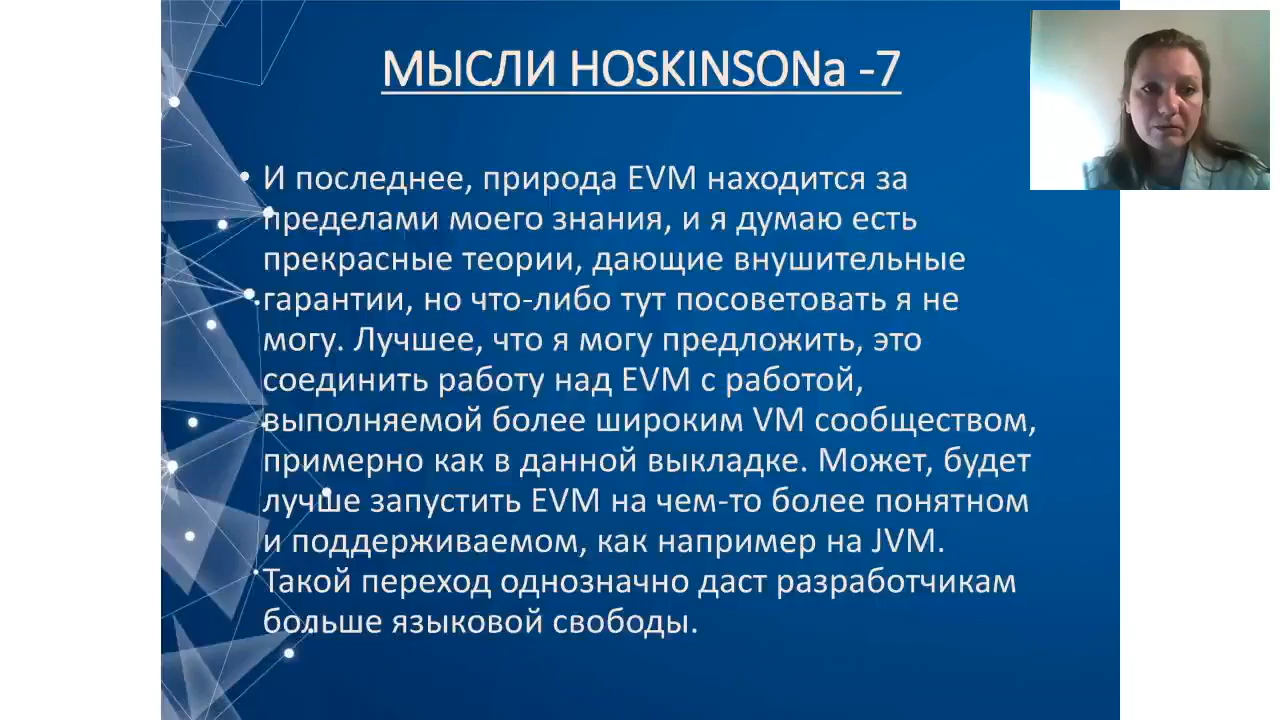 МЫСЛИ HOSKINSONа -7
• И последнее, природа EVM находится за
пределами моего знания, и я думаю есть
прекрасные теории, дающие внушительные
гарантии, но что-либо тут посоветовать я не
могу. Лучшее, что я могу предложить, это
соединить работу над EVM с работой,
выполняемой более широким VM сообществом,
примерно как в данной выкладке. Может, будет
лучше запустить EVM на чем-то более понятном
и поддерживаемом, как например на JVM.
Такой переход однозначно даст разработчикам
больше языковой свободы.